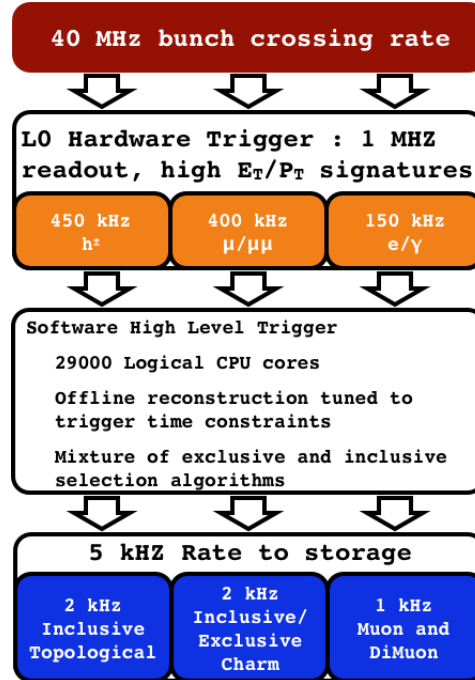 40 MHz bunch crossing rate
L0 Hardware Trigger : 1 MHZ
readout, high E_T/P_T signatures
450 kHz
h±
400 kHz
μ/μμ
150 kHz
e/γ
Software High Level Trigger
29000 Logical CPU cores
Offline reconstruction tuned to
trigger time constraints
Mixture of exclusive and inclusive
selection algorithms
5 kHz Rate to storage
2 kHz
Inclusive
Topological
2 kHz
Inclusive/
Exclusive
Charm
1 kHz
Muon and
DiMuon